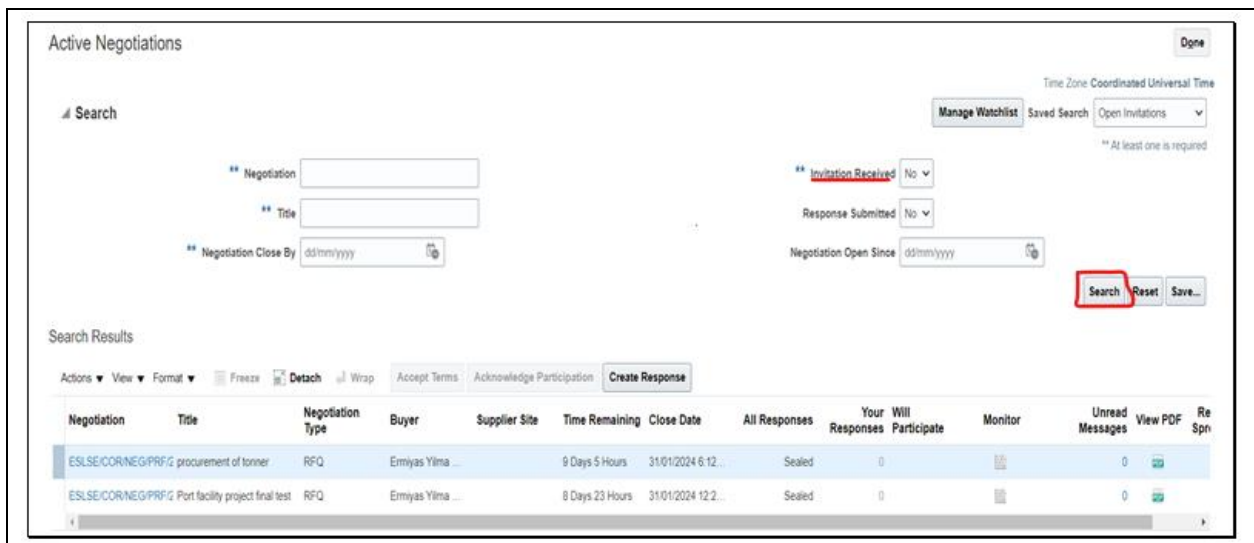 Active Negotiations
Done
Time Zone Coordinated Universal Time
Search
Manage Watchlist Saved Search Open Invitations
** At least one is required
** Negotiation
** Invitation Received No
** Title
Response Submitted No
** Negotiation Close By dd/mm/yyyy
Negotiation Open Since dd/mm/yyyy
Search Reset Save...
Search Results
Actions View Format Freeze Detach Wrap Accept Terms Acknowledge Participation Create Response
Negotiation Title Negotiation Type Buyer Supplier Site Time Remaining Close Date All Responses Your Responses Will Participate Monitor Unread Messages View PDF Re Spr
ESLSE/COR/NEG/PRF/2 procurement of tonner RFQ Ermiyas Yilma ... 9 Days 5 Hours 31/01/2024 6:12... Sealed 0 0
ESLSE/COR/NEG/PRF/2 Port facility project final test RFQ Ermiyas Yilma ... 8 Days 23 Hours 31/01/2024 12:2... Sealed 0 0